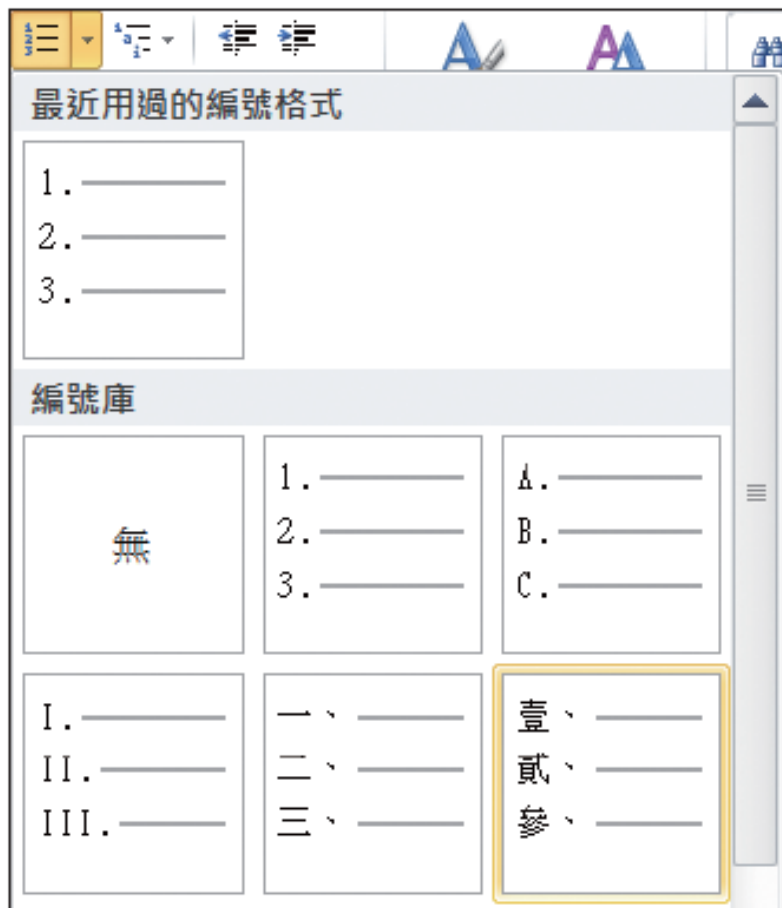 最近用過的編號格式
1.
2.
3.
編號庫
無
1.
2.
3.
A.
B.
C.
I.
II.
III.
一、
二、
三、
壹、
貳、
參、